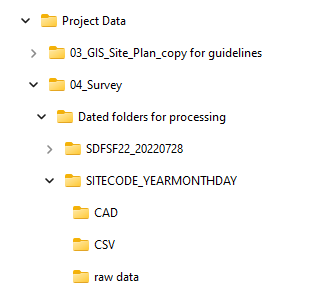 Project Data
03_GIS_Site_Plan_copy for guidelines
04_Survey
Dated folders for processing
SDFSF22_20220728
SITECODE_YEARMONTHDAY
CAD
CSV
raw data